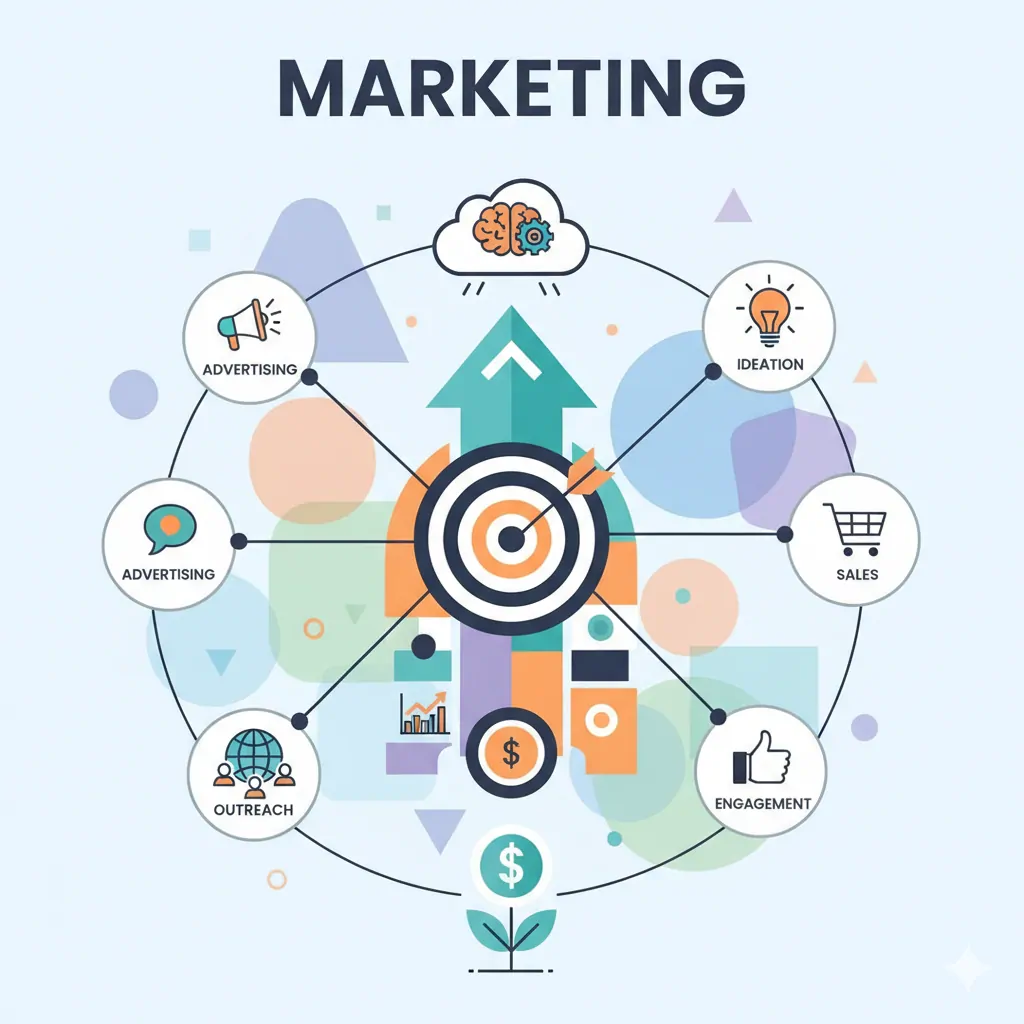 MARKETING
ADVERTISING
IDEATION
ADVERTISING
SALES
$
OUTREACH
ENGAGEMENT
$